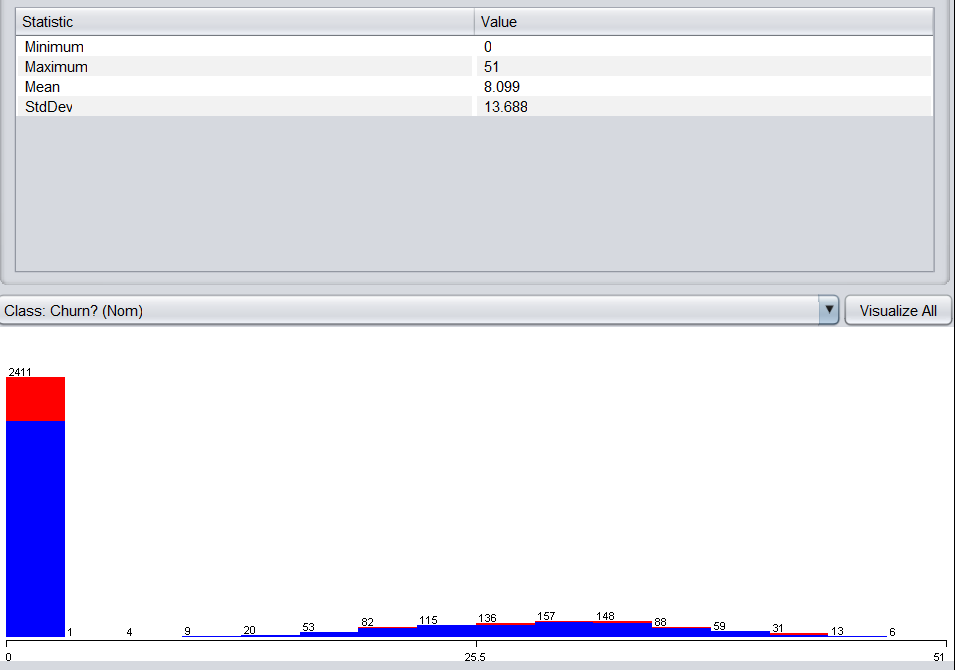 Statistic Value
Minimum 0
Maximum 51
Mean 8.099
StdDev 13.688
Class: Churn? (Nom) Visualize All
2411 1 4 9 20 53 82 115 136 157 148 88 59 31 13 6
0 25.5 51